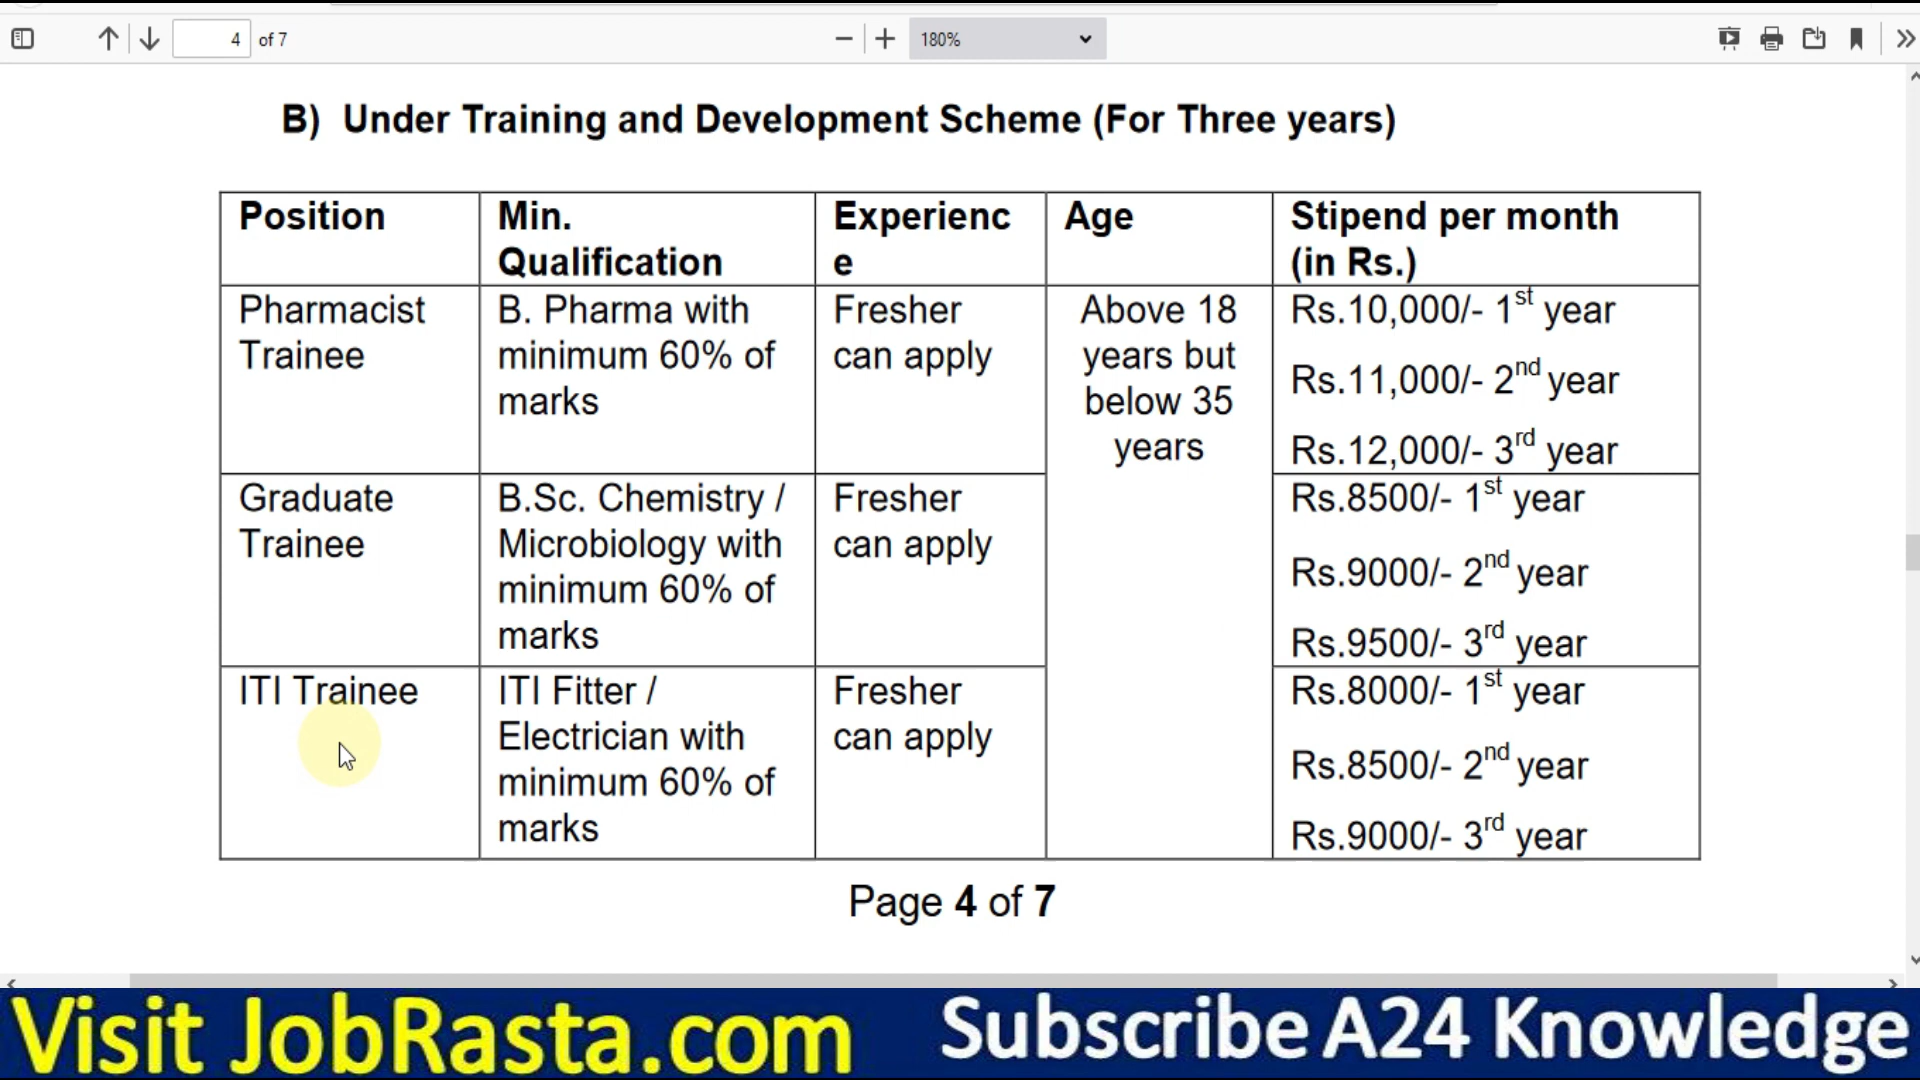 4 of 7
180%
B) Under Training and Development Scheme (For Three years)
Position
Min.
Qualification
Experienc
e
Age
Stipend per month
(in Rs.)
Pharmacist
Trainee
B. Pharma with
minimum 60% of
marks
Fresher
can apply
Above 18
years but
below 35
years
Rs.10,000/- 1st year
Rs.11,000/- 2nd year
Rs.12,000/- 3rd year
Graduate
Trainee
B.Sc. Chemistry /
Microbiology with
minimum 60% of
marks
Fresher
can apply
Rs.8500/- 1st year
Rs.9000/- 2nd year
Rs.9500/- 3rd year
ITI Trainee
ITI Fitter /
Electrician with
minimum 60% of
marks
Fresher
can apply
Rs.8000/- 1st year
Rs.8500/- 2nd year
Rs.9000/- 3rd year
Page 4 of 7
Visit JobRasta.com
Subscribe A24 Knowledge